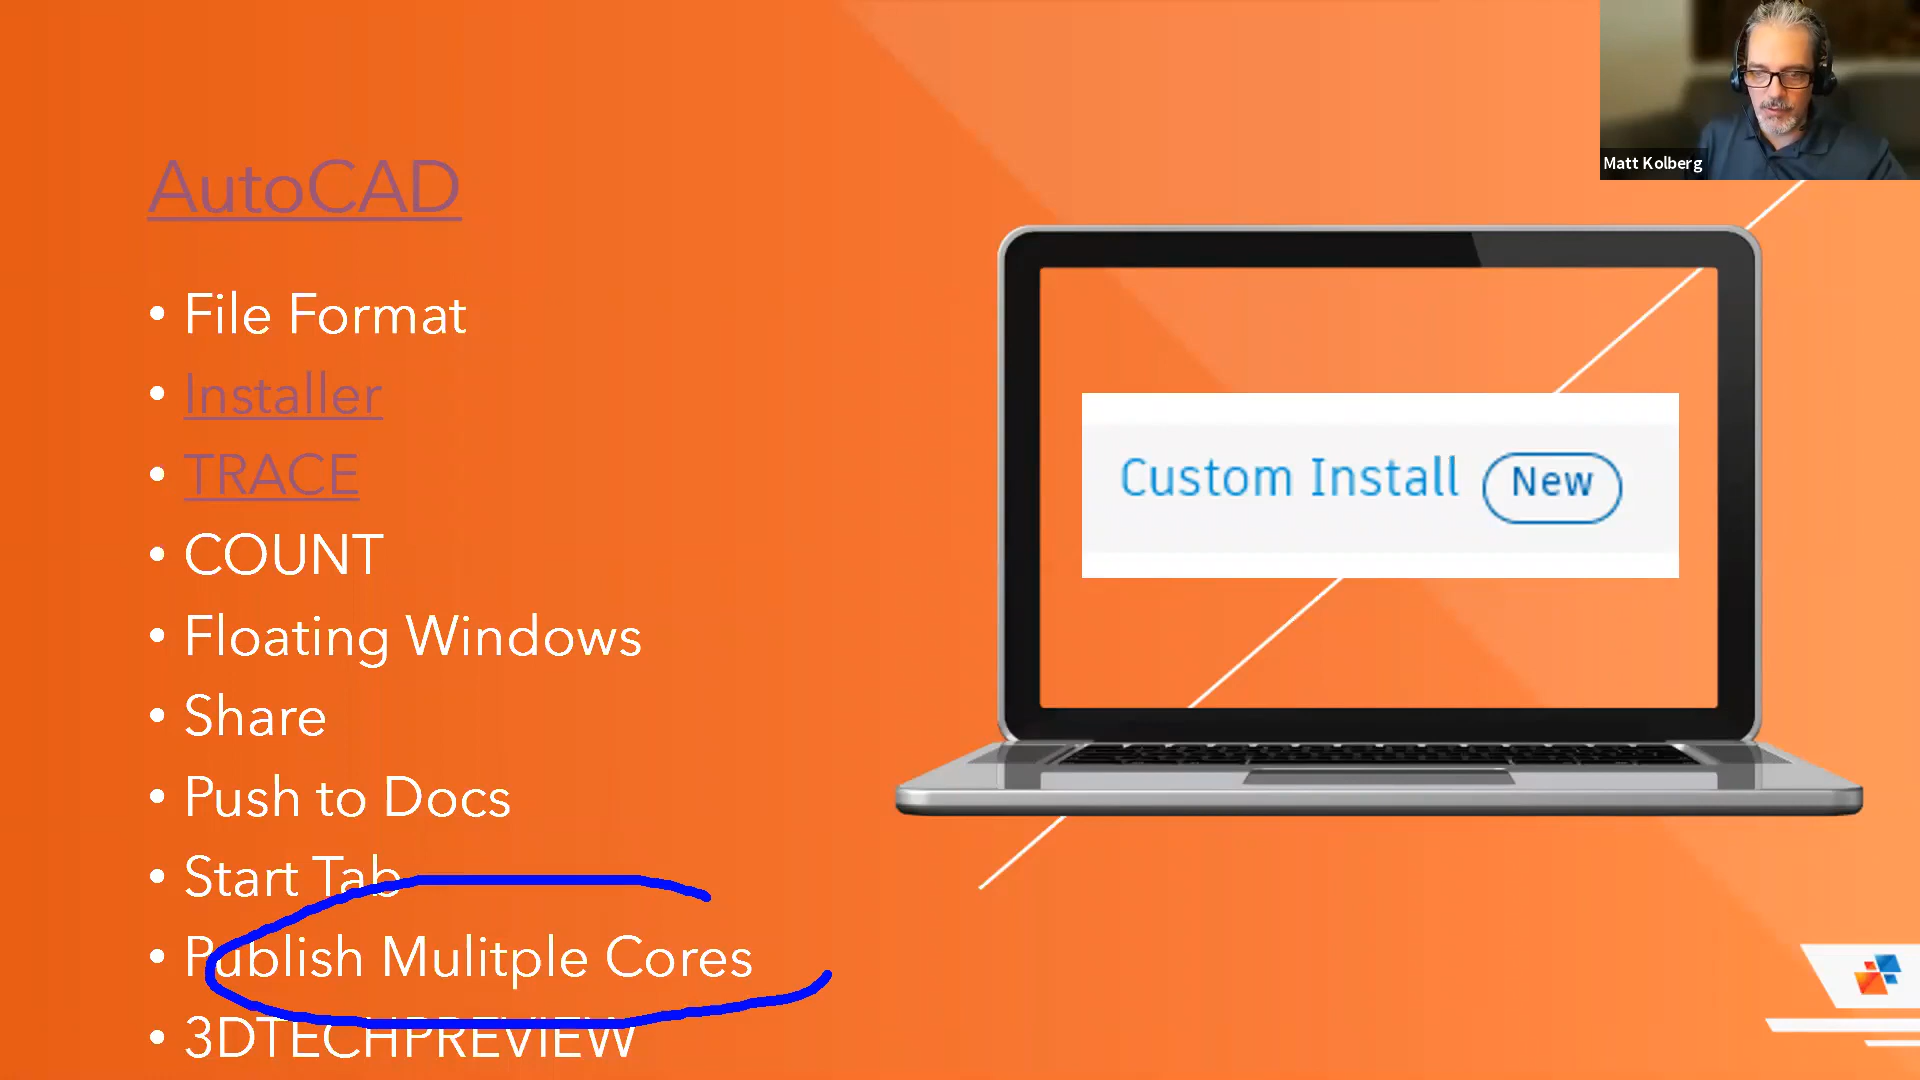 Matt Kolberg
AutoCAD
• File Format
• Installer
• TRACE
• COUNT
• Floating Windows
• Share
• Push to Docs
• Start Tab
• Publish Mulitple Cores
• 3DTECHPREVIEW
Custom Install New